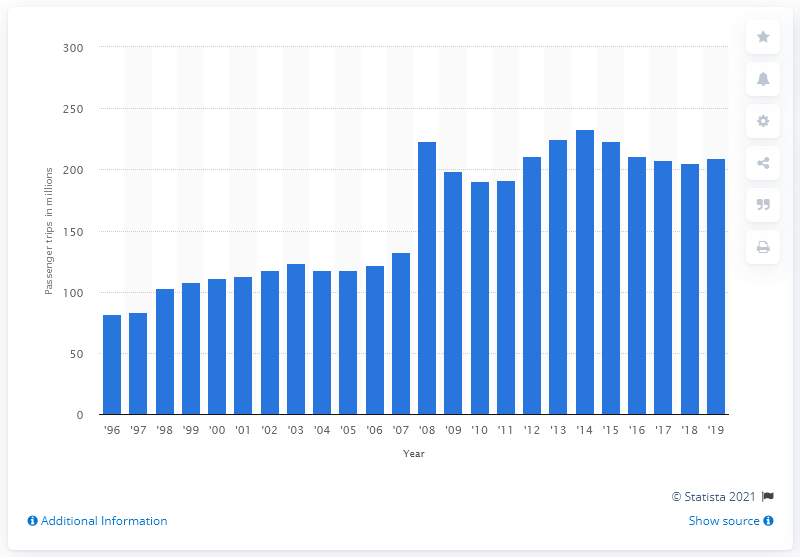 300
250
200
150
100
50
0
Passenger trips in millions
'96 '97 '98 '99 '00 '01 '02 '03 '04 '05 '06 '07 '08 '09 '10 '11 '12 '13 '14 '15 '16 '17 '18 '19
Year
© Statista 2021
Additional Information
Show source